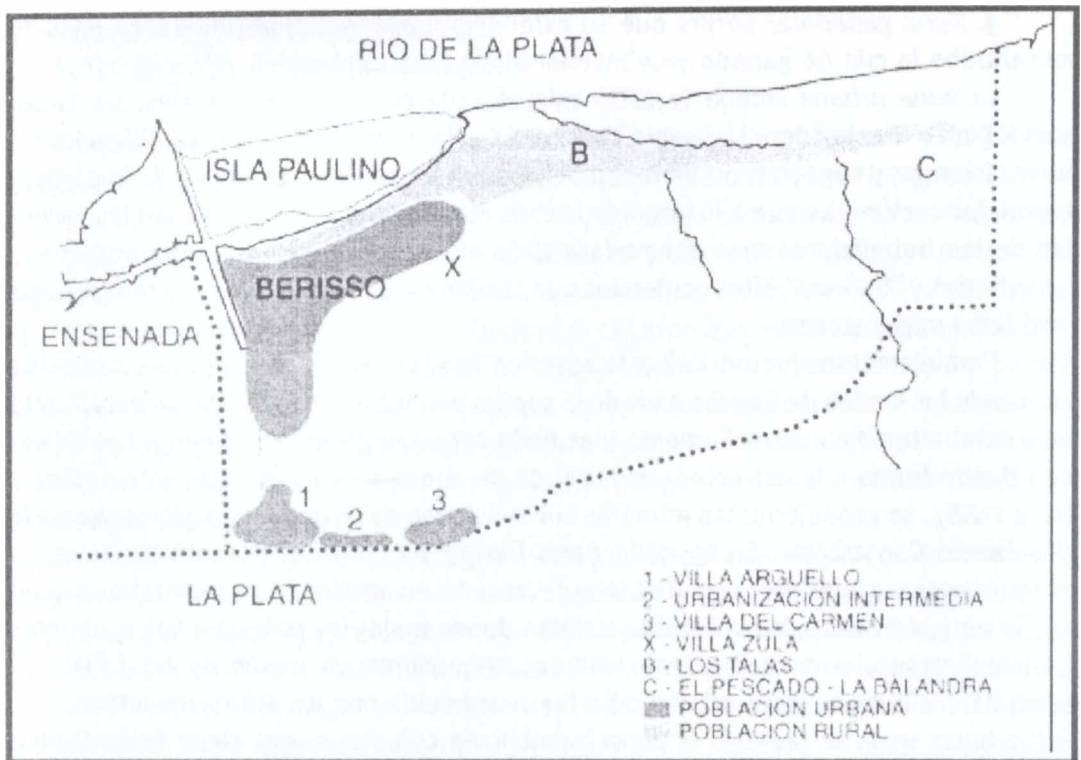 RIO DE LA PLATA
B
C
ISLA PAULINO
X
BERISSO
ENSENADA
1
2
3
LA PLATA
1 - VILLA ARGUELLO
2 - URBANIZACION INTERMEDIA
3 - VILLA DEL CARMEN
X - VILLA ZULA
B - LOS TALAS
C - EL PESCADO - LA BALANDRA
POBLACION URBANA
POBLACION RURAL